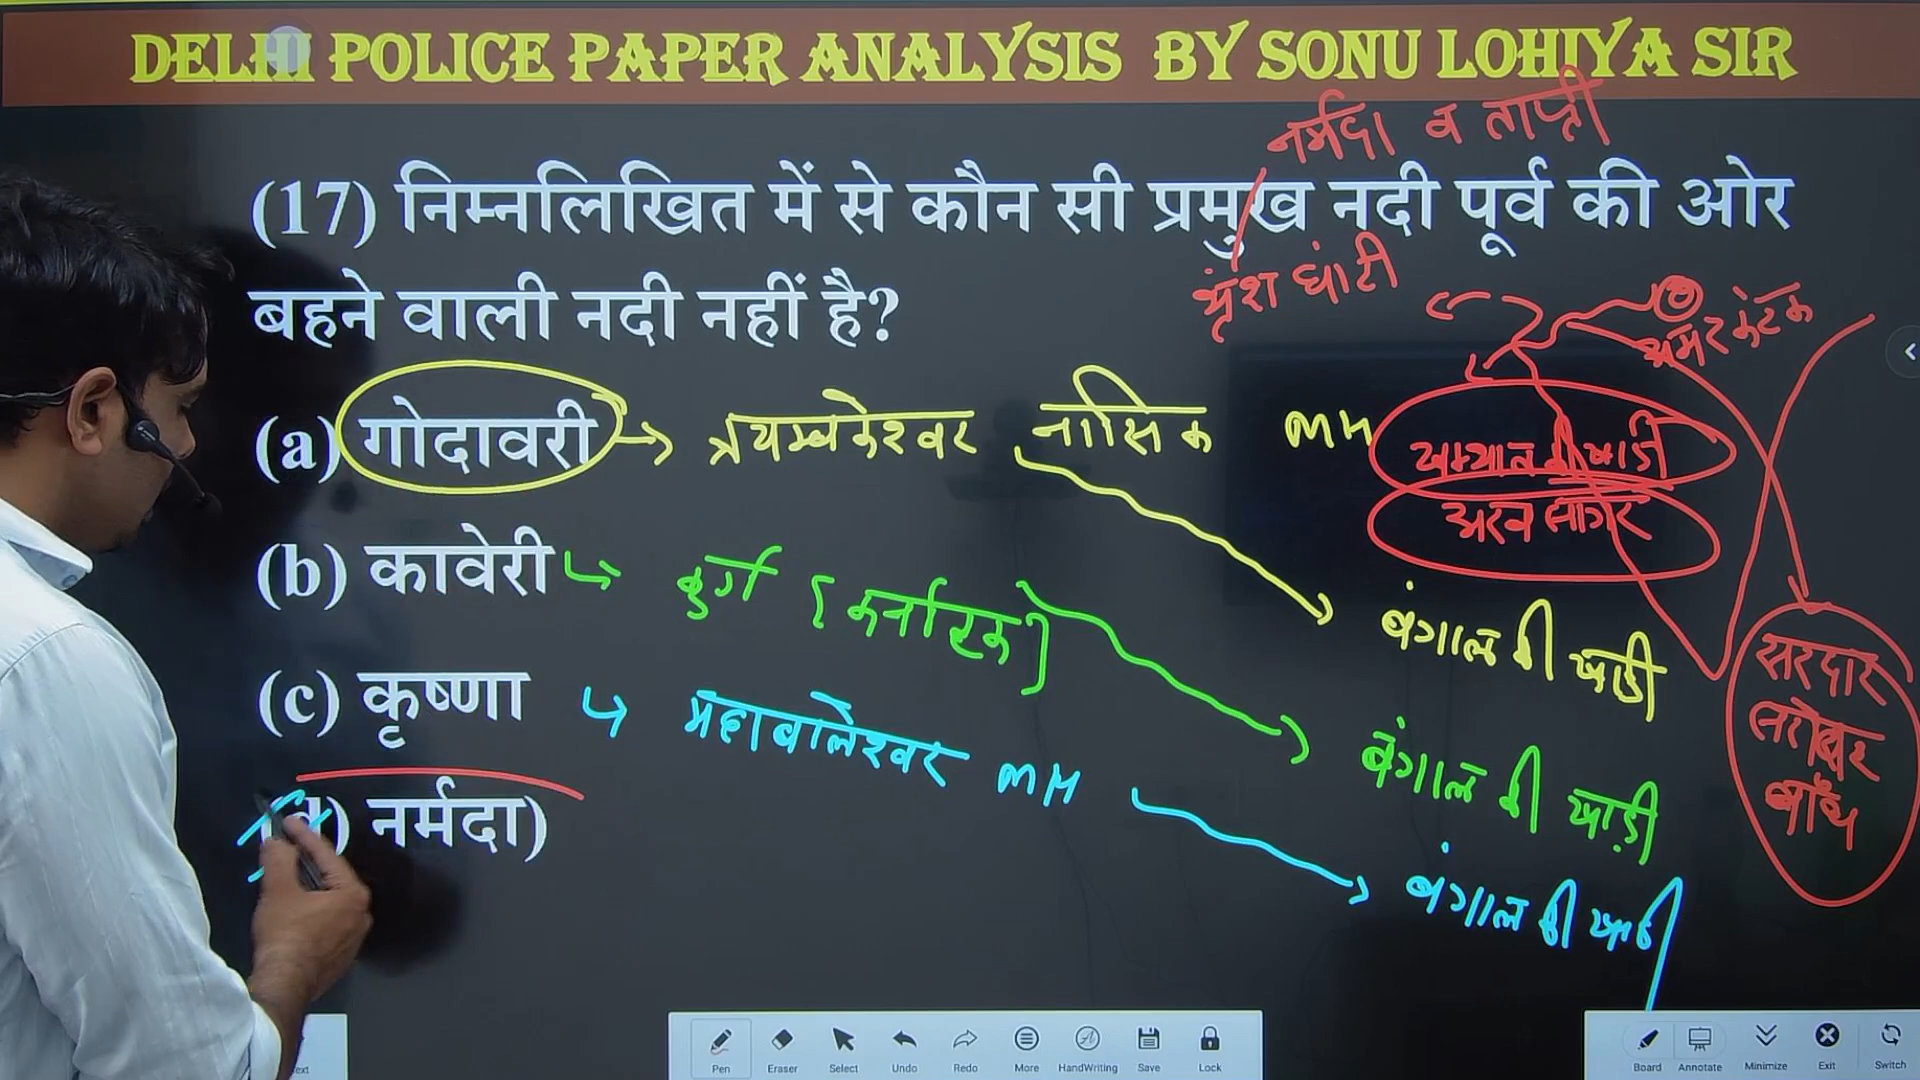 DELHI POLICE PAPER ANALYSIS BY SONU LOHIYA SIR
नर्मदा व ताप्ती
(17) निम्नलिखित में से कौन सी प्रमुख नदी पूर्व की ओर
बहने वाली नदी नहीं है?
भ्रंश घाटी
अमरकंटक
(a) गोदावरी → त्रयम्बकेश्वर नासिक MH
खम्भात की खाड़ी
अरब सागर
(b) कावेरी कुर्ग [कर्नाटक]
बंगाल की खाड़ी
(c) कृष्णा महाबालेश्वर MH
बंगाल की खाड़ी
सरदार
सरोवर
बाँध
(d) नर्मदा)
बंगाल की खाड़ी
Pen Eraser Select Undo Redo More HandWriting Save Lock
Board Annotate Minimize Exit Switch